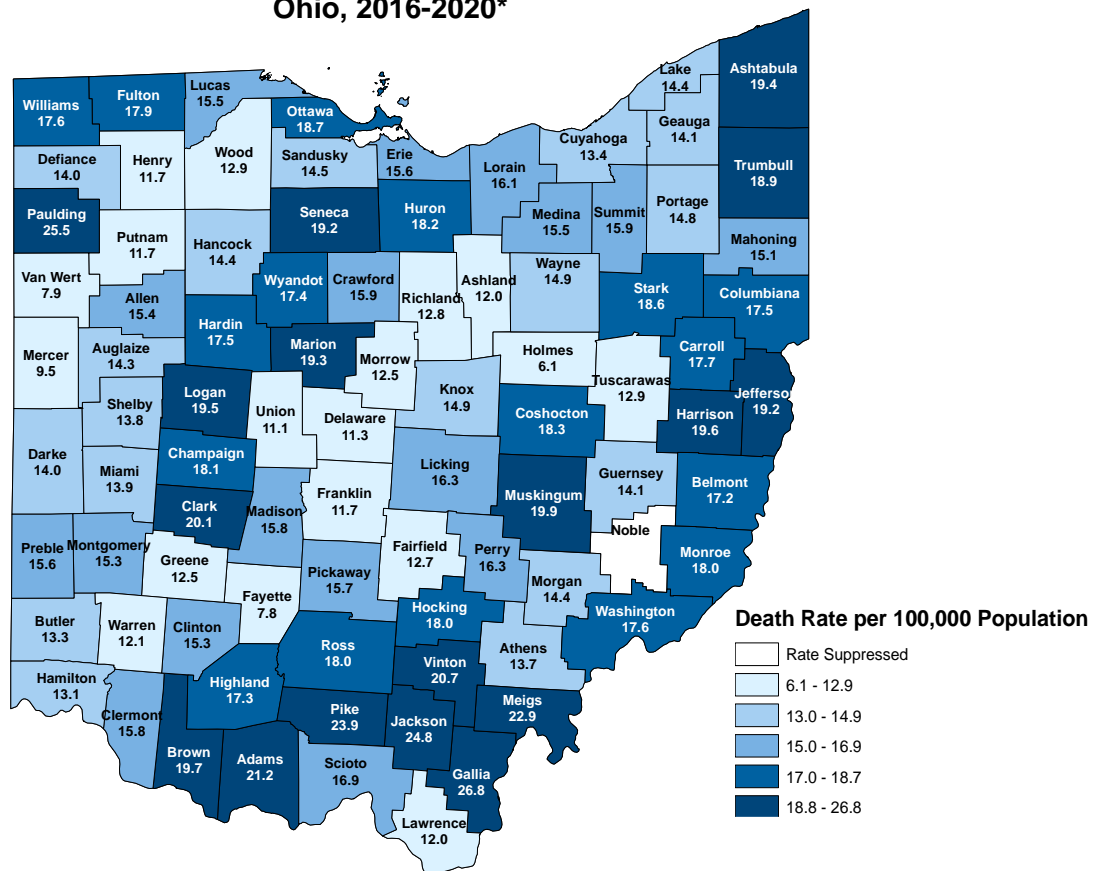 Ohio, 2016-2020*
Williams
17.6
Fulton
17.9
Lucas
15.5
Ottawa
18.7
Lake
14.4
Ashtabula
19.4
Geauga
14.1
Cuyahoga
13.4
Defiance
14.0
Henry
11.7
Wood
12.9
Sandusky
14.5
Erie
15.6
Lorain
16.1
Trumbull
18.9
Paulding
25.5
Putnam
11.7
Hancock
14.4
Seneca
19.2
Huron
18.2
Medina
15.5
Summit
15.9
Portage
14.8
Mahoning
15.1
Van Wert
7.9
Allen
15.4
Wyandot
17.4
Crawford
15.9
Richland
12.8
Ashland
12.0
Wayne
14.9
Stark
18.6
Columbiana
17.5
Hardin
17.5
Mercer
9.5
Auglaize
14.3
Marion
19.3
Morrow
12.5
Holmes
6.1
Tuscarawas
12.9
Carroll
17.7
Jefferso
19.2
Logan
19.5
Shelby
13.8
Union
11.1
Delaware
11.3
Knox
14.9
Coshocton
18.3
Harrison
19.6
Darke
14.0
Miami
13.9
Champaign
18.1
Licking
16.3
Guernsey
14.1
Belmont
17.2
Clark
20.1
Madison
15.8
Franklin
11.7
Muskingum
19.9
Noble
Preble
15.6
Montgomery
15.3
Greene
12.5
Fairfield
12.7
Perry
16.3
Monroe
18.0
Pickaway
15.7
Morgan
14.4
Fayette
7.8
Butler
13.3
Warren
12.1
Clinton
15.3
Hocking
18.0
Washington
17.6
Ross
18.0
Athens
13.7
Vinton
20.7
Hamilton
13.1
Highland
17.3
Clermont
15.8
Pike
23.9
Jackson
24.8
Meigs
22.9
Brown
19.7
Adams
21.2
Scioto
16.9
Gallia
26.8
Lawrence
12.0
Death Rate per 100,000 Population
Rate Suppressed
6.1 - 12.9
13.0 - 14.9
15.0 - 16.9
17.0 - 18.7
18.8 - 26.8